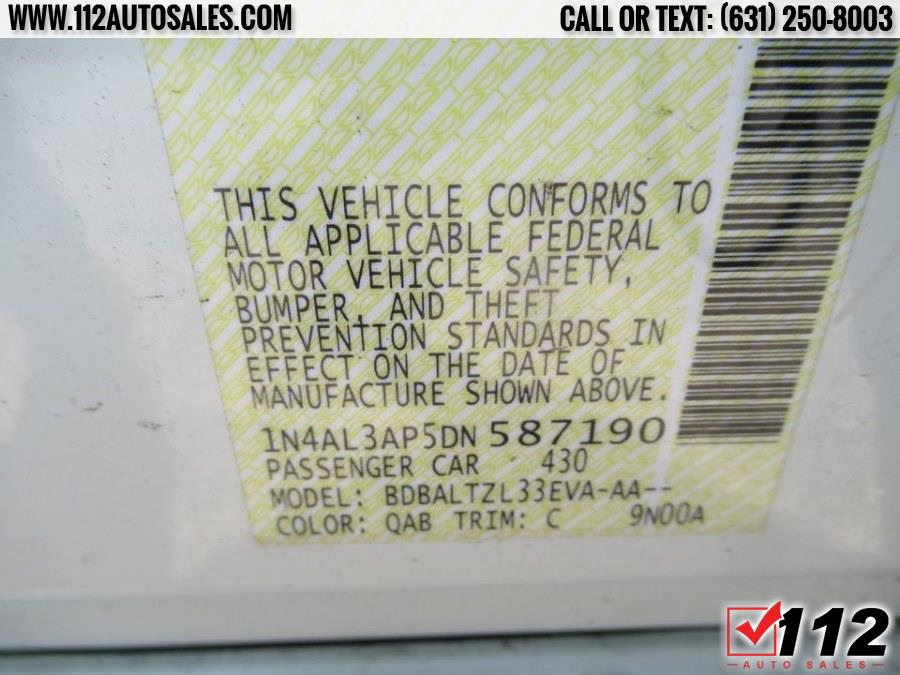 WWW.112AUTOSALES.COM
CALL OR TEXT: (631) 250-8003
THIS VEHICLE CONFORMS TO
ALL APPLICABLE FEDERAL
MOTOR VEHICLE SAFETY,
BUMPER, AND THEFT
PREVENTION STANDARDS IN
EFFECT ON THE DATE OF
MANUFACTURE SHOWN ABOVE.
1N4AL3AP5DN 587190
PASSENGER CAR 430
MODEL: BDBALTZL33EVA-AA--
COLOR: QAB TRIM: C 9N00A
112
AUTO SALES